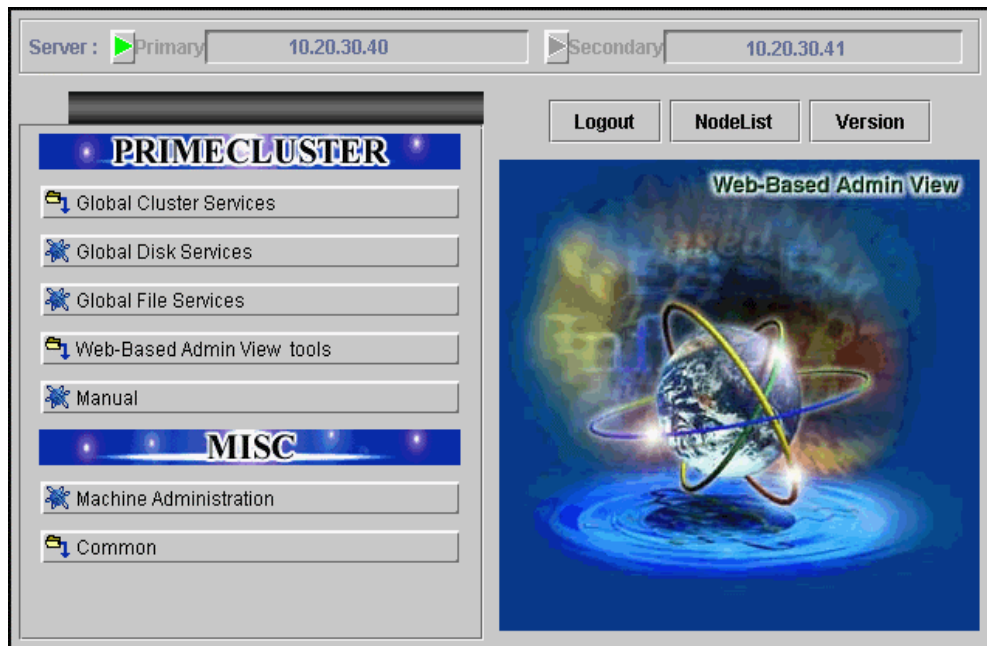 Server : Primary 10.20.30.40 Secondary 10.20.30.41
Logout NodeList Version
PRIMECLUSTER
Global Cluster Services
Global Disk Services
Global File Services
Web-Based Admin View tools
Manual
MISC
Machine Administration
Common
Web-Based Admin View